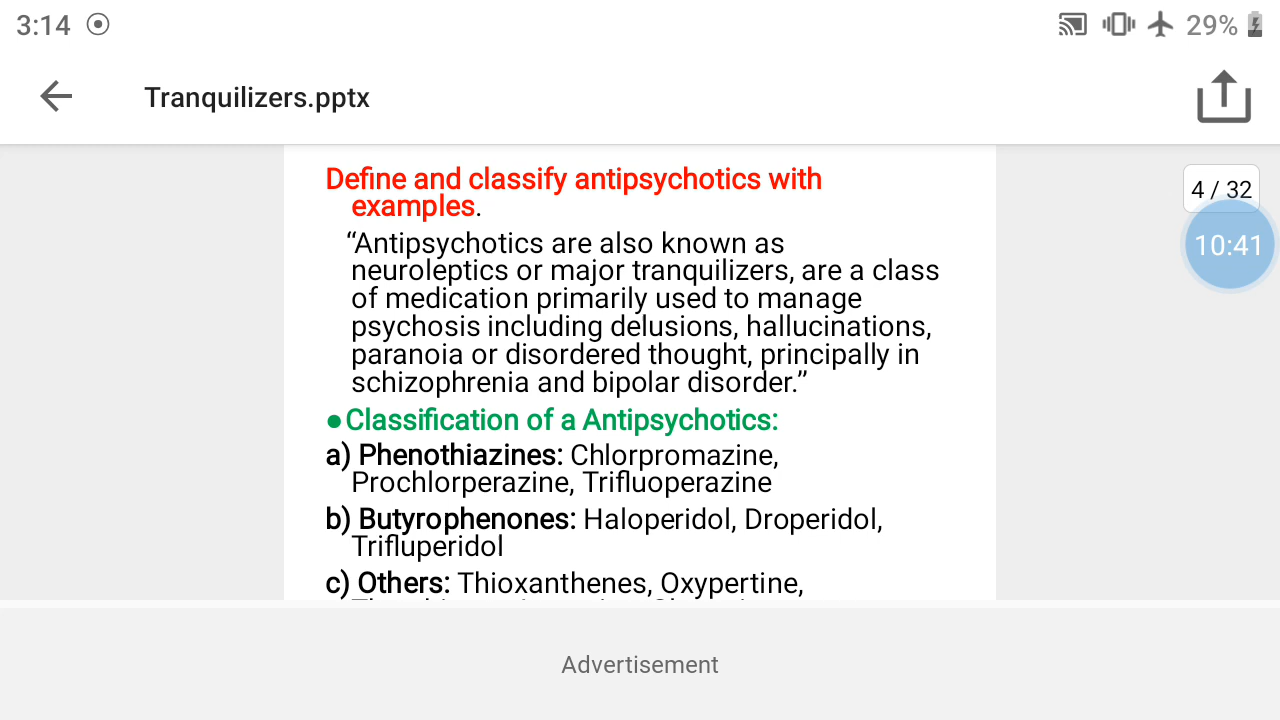 3:14
29%
Tranquilizers.pptx
4 / 32
10:41
Define and classify antipsychotics with
examples.
“Antipsychotics are also known as
neuroleptics or major tranquilizers, are a class
of medication primarily used to manage
psychosis including delusions, hallucinations,
paranoia or disordered thought, principally in
schizophrenia and bipolar disorder.”
●Classification of a Antipsychotics:
a) Phenothiazines: Chlorpromazine,
Prochlorperazine, Trifluoperazine
b) Butyrophenones: Haloperidol, Droperidol,
Trifluperidol
c) Others: Thioxanthenes, Oxypertine,
Advertisement